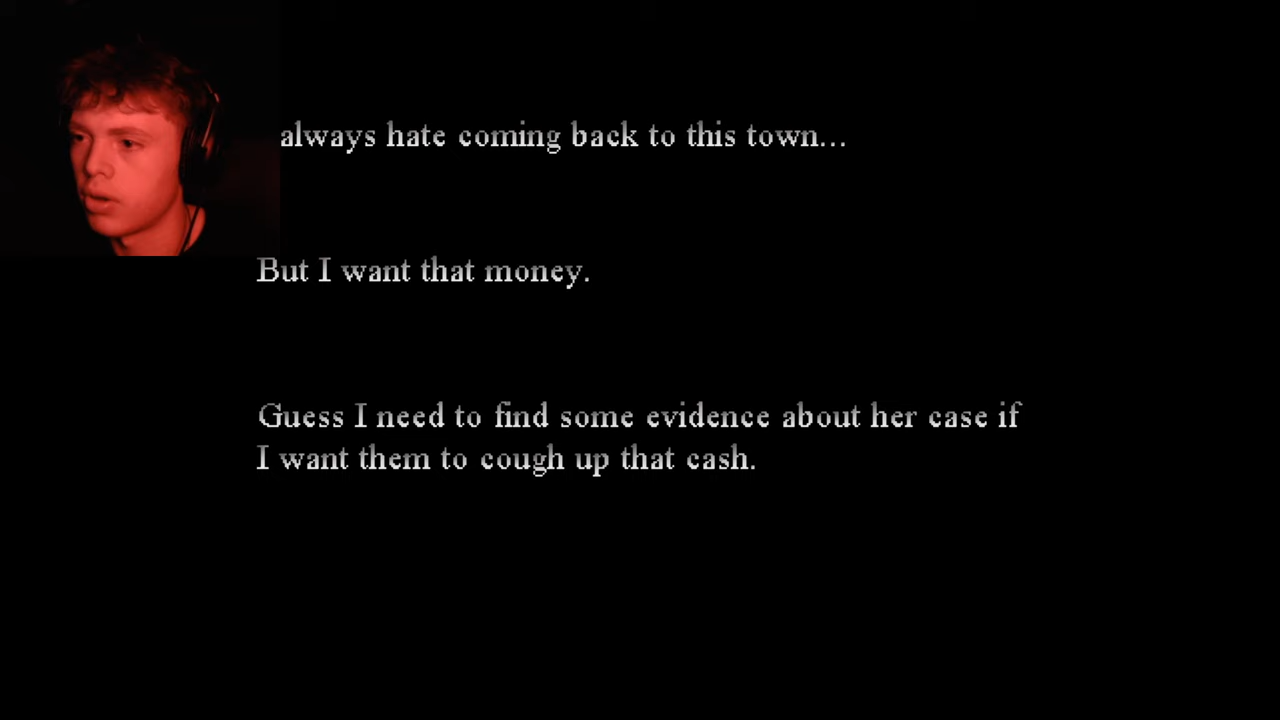 always hate coming back to this town...
But I want that money.
Guess I need to find some evidence about her case if
I want them to cough up that cash.